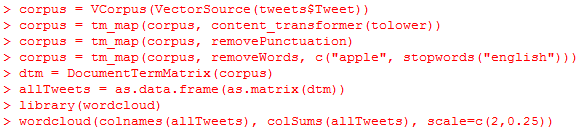 > corpus = VCorpus(VectorSource(tweets$Tweet))
> corpus = tm_map(corpus, content_transformer(tolower))
> corpus = tm_map(corpus, removePunctuation)
> corpus = tm_map(corpus, removeWords, c("apple", stopwords("english")))
> dtm = DocumentTermMatrix(corpus)
> allTweets = as.data.frame(as.matrix(dtm))
> library(wordcloud)
> wordcloud(colnames(allTweets), colSums(allTweets), scale=c(2,0.25))